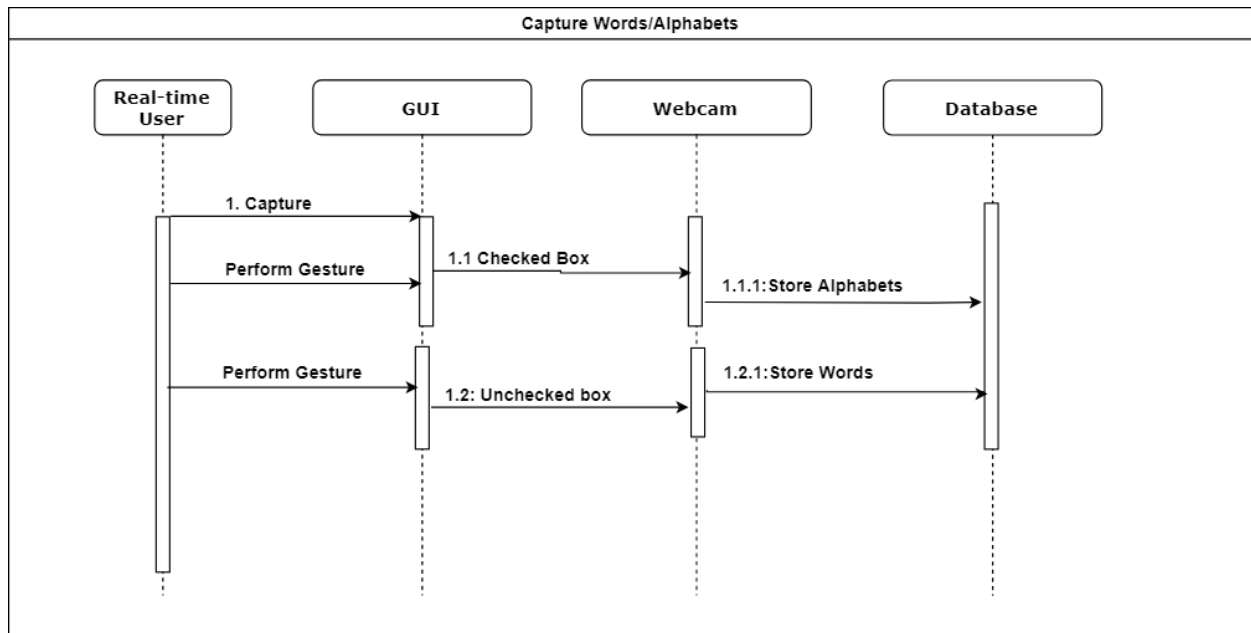 Capture Words/Alphabets
Real-time
User
GUI
Webcam
Database
1. Capture
1.1 Checked Box
Perform Gesture
1.1.1:Store Alphabets
Perform Gesture
1.2.1:Store Words
1.2: Unchecked box